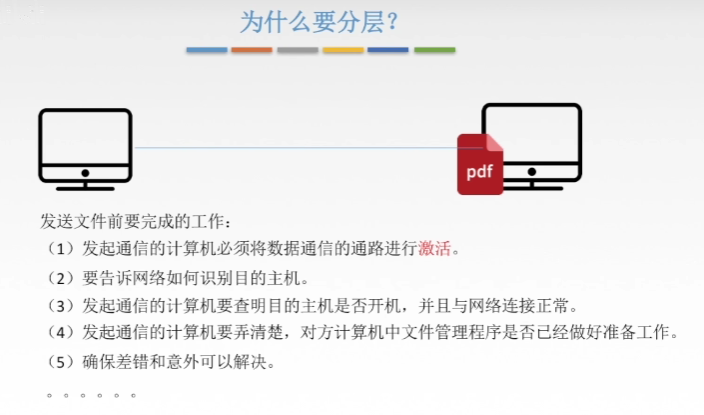 为什么要分层？
pdf
发送文件前要完成的工作：
（1）发起通信的计算机必须将数据通信的通路进行激活。
（2）要告诉网络如何识别目的主机。
（3）发起通信的计算机要查明目的主机是否开机，并且与网络连接正常。
（4）发起通信的计算机要弄清楚，对方计算机中文件管理程序是否已经做好准备工作。
（5）确保差错和意外可以解决。
。。。。。。